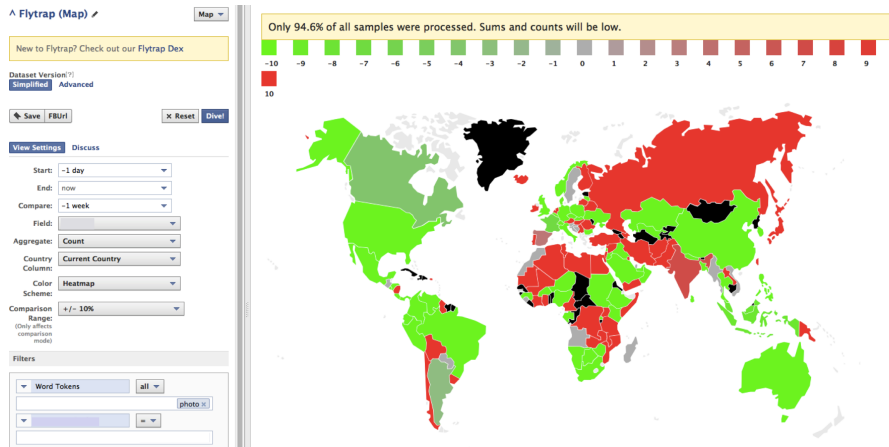 ^ Flytrap (Map)
Map
New to Flytrap? Check out our Flytrap Dex
Dataset Version[?]
Simplified Advanced
Save FBUrl × Reset Dive!
View Settings Discuss
Start: -1 day
End: now
Compare: -1 week
Field:
Aggregate: Count
Country Column: Current Country
Color Scheme: Heatmap
Comparison Range: +/- 10%
(Only affects
comparison
mode)
Filters
Word Tokens all
photo ×
=
Only 94.6% of all samples were processed. Sums and counts will be low.
-10 -9 -8 -7 -6 -5 -4 -3 -2 -1 0 1 2 3 4 5 6 7 8 9
10